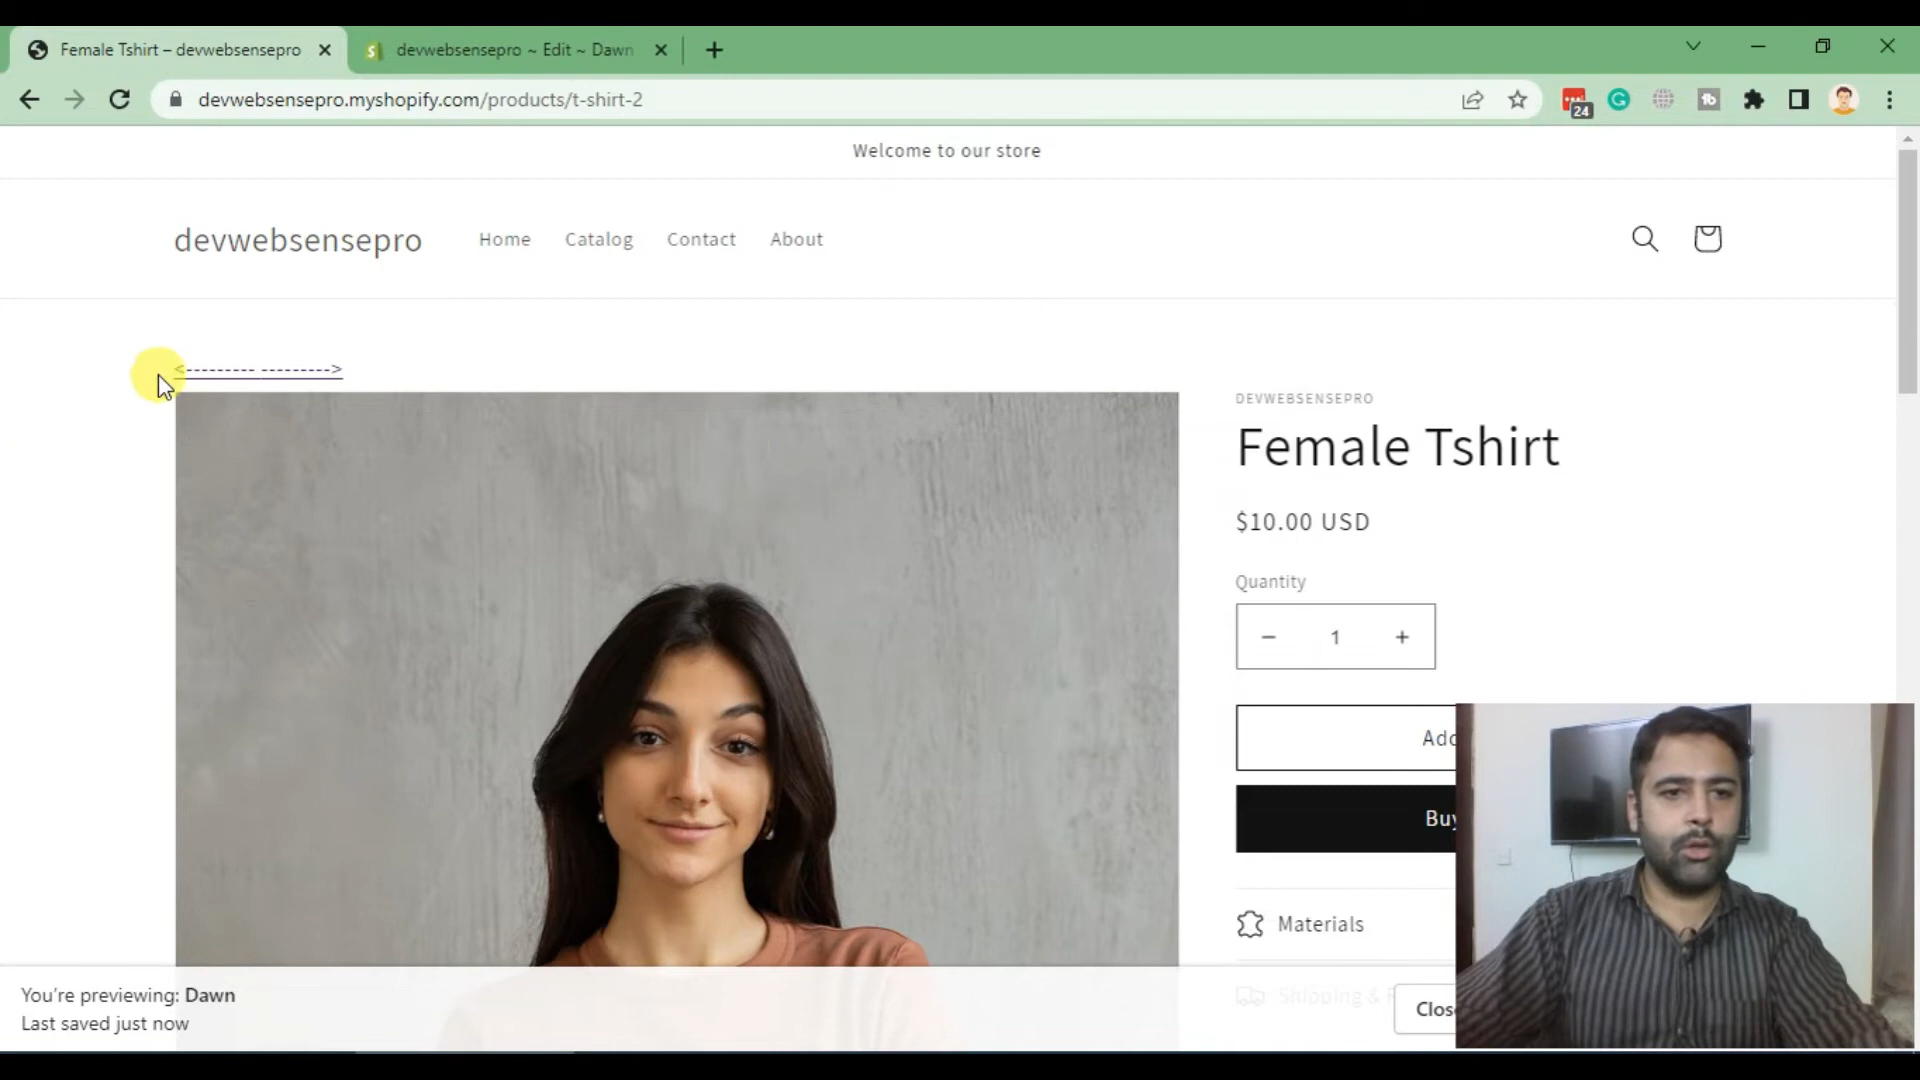 Female Tshirt – devwebsensepro
devwebsensepro ~ Edit ~ Dawn
devwebsensepro.myshopify.com/products/t-shirt-2
24
Welcome to our store
devwebsensepro
Home
Catalog
Contact
About
<--------- --------->
DEVWEBSENSEPRO
Female Tshirt
$10.00 USD
Quantity
− 1 +
Add
Buy
Materials
Shipping &
You're previewing: Dawn
Last saved just now
Clos